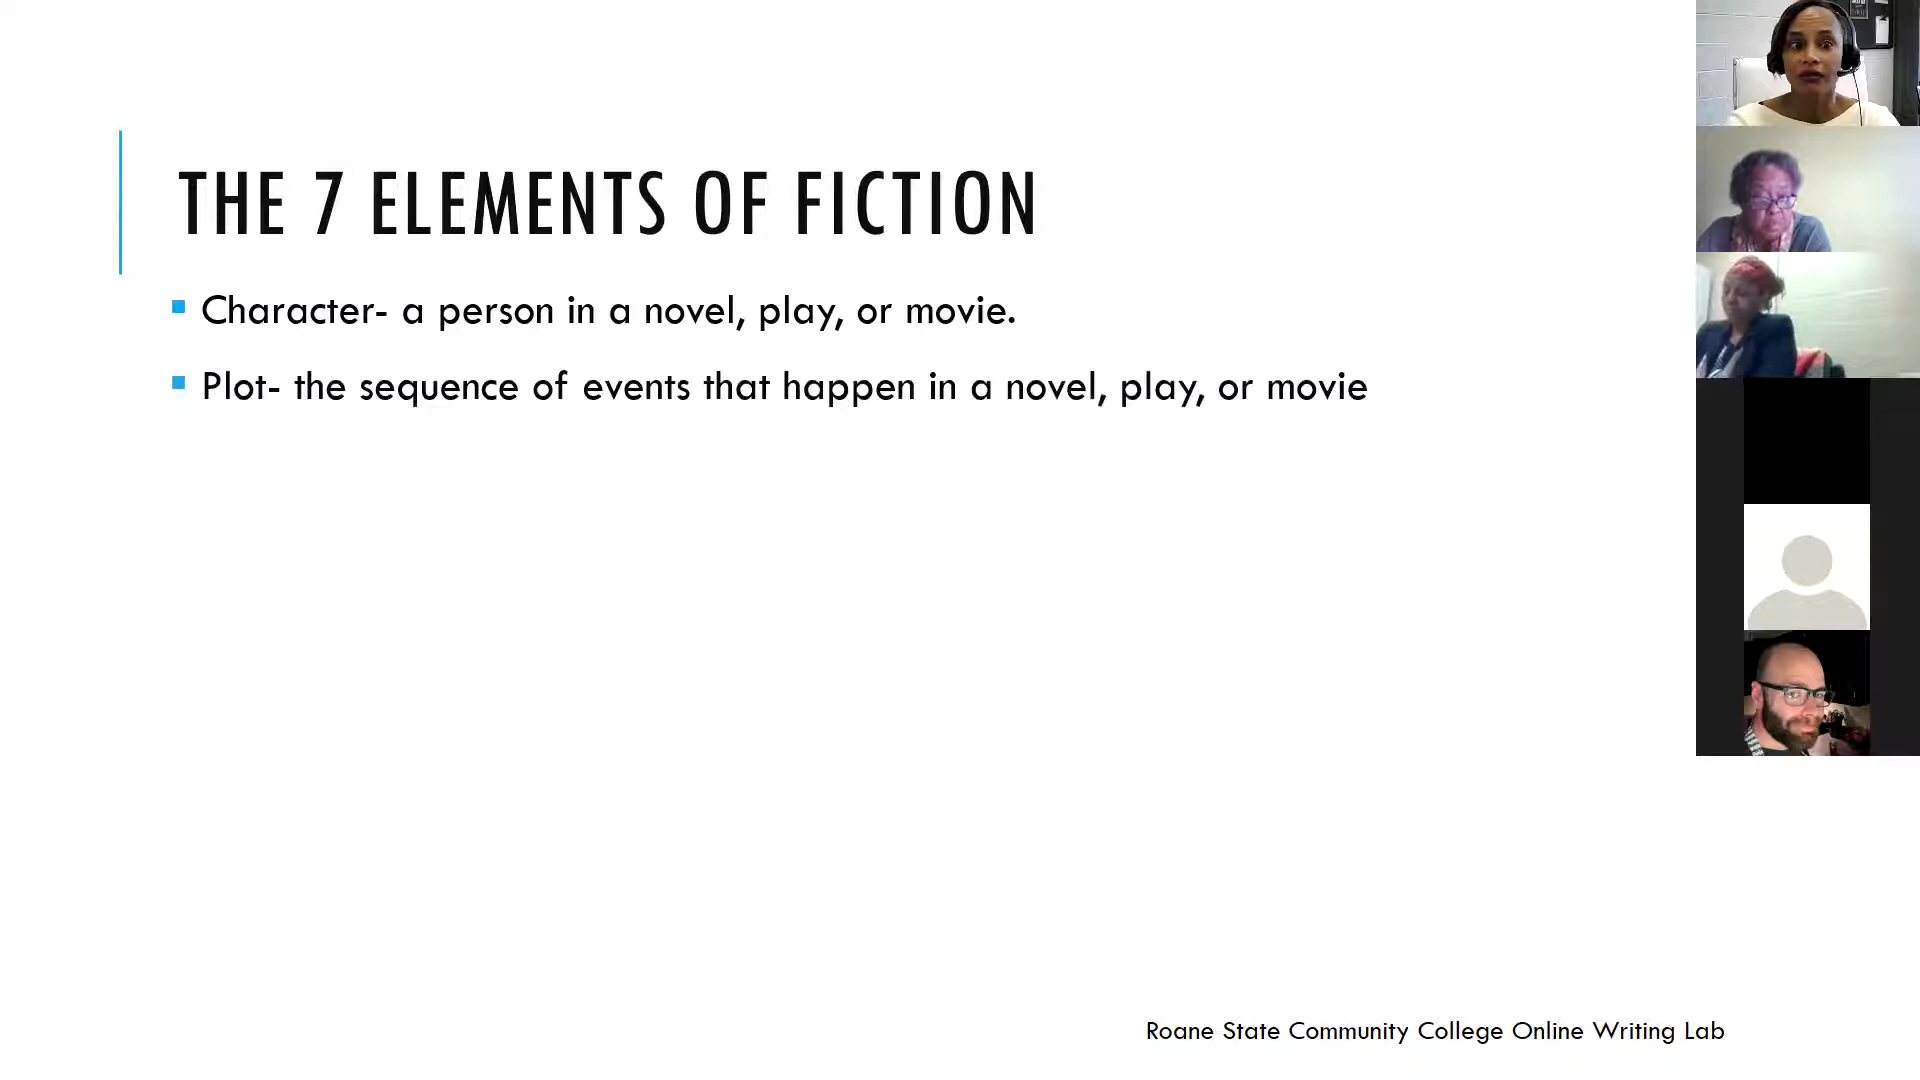 THE 7 ELEMENTS OF FICTION
Character- a person in a novel, play, or movie.
Plot- the sequence of events that happen in a novel, play, or movie
Roane State Community College Online Writing Lab